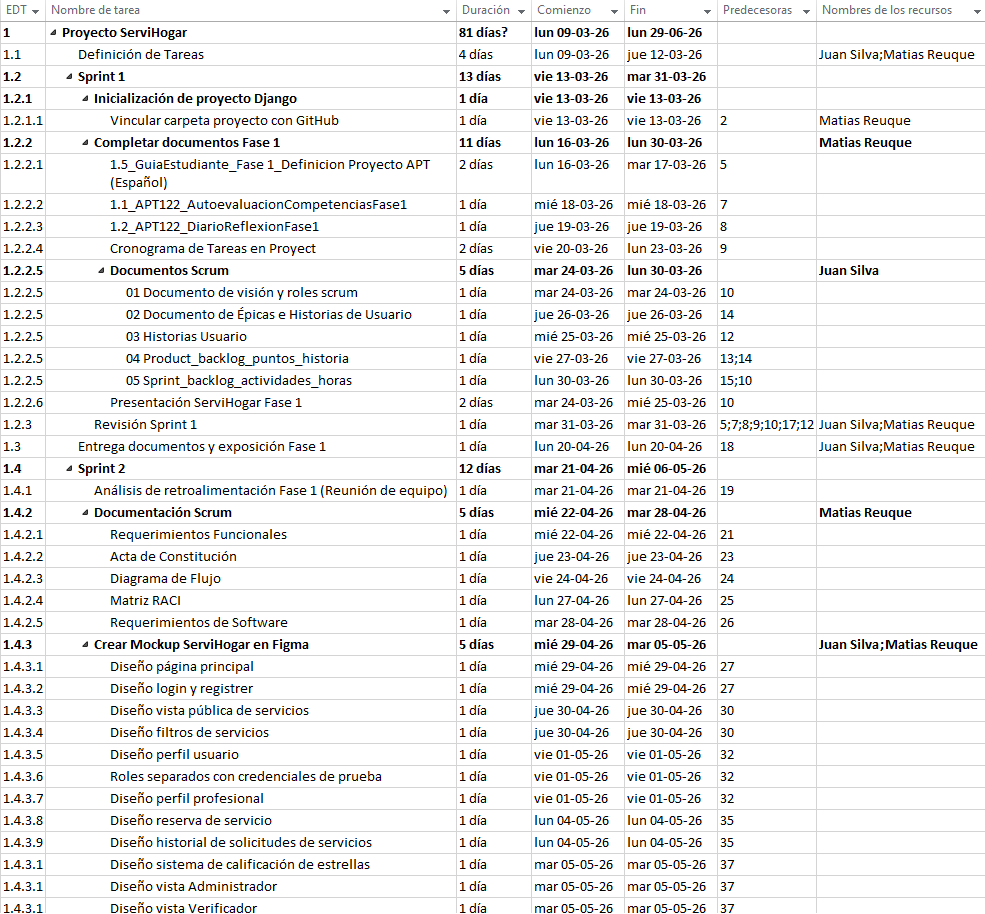 EDT Nombre de tarea Duración Comienzo Fin Predecesoras Nombres de los recursos
1 Proyecto ServiHogar 81 días? lun 09-03-26 lun 29-06-26
1.1 Definición de Tareas 4 días lun 09-03-26 jue 12-03-26 Juan Silva;Matias Reuque
1.2 Sprint 1 13 días vie 13-03-26 mar 31-03-26
1.2.1 Inicialización de proyecto Django 1 día vie 13-03-26 vie 13-03-26
1.2.1.1 Vincular carpeta proyecto con GitHub 1 día vie 13-03-26 vie 13-03-26 2 Matias Reuque
1.2.2 Completar documentos Fase 1 11 días lun 16-03-26 lun 30-03-26 Matias Reuque
1.2.2.1 1.5_GuiaEstudiante_Fase 1_Definicion Proyecto APT 2 días lun 16-03-26 mar 17-03-26 5
(Español)
1.2.2.2 1.1_APT122_AutoevaluacionCompetenciasFase1 1 día mié 18-03-26 mié 18-03-26 7
1.2.2.3 1.2_APT122_DiarioReflexionFase1 1 día jue 19-03-26 jue 19-03-26 8
1.2.2.4 Cronograma de Tareas en Proyect 2 días vie 20-03-26 lun 23-03-26 9
1.2.2.5 Documentos Scrum 5 días mar 24-03-26 lun 30-03-26 Juan Silva
1.2.2.5 01 Documento de visión y roles scrum 1 día mar 24-03-26 mar 24-03-26 10
1.2.2.5 02 Documento de Épicas e Historias de Usuario 1 día jue 26-03-26 jue 26-03-26 14
1.2.2.5 03 Historias Usuario 1 día mié 25-03-26 mié 25-03-26 12
1.2.2.5 04 Product_backlog_puntos_historia 1 día vie 27-03-26 vie 27-03-26 13;14
1.2.2.5 05 Sprint_backlog_actividades_horas 1 día lun 30-03-26 lun 30-03-26 15;10
1.2.2.6 Presentación ServiHogar Fase 1 2 días mar 24-03-26 mié 25-03-26 10
1.2.3 Revisión Sprint 1 1 día mar 31-03-26 mar 31-03-26 5;7;8;9;10;17;12 Juan Silva;Matias Reuque
1.3 Entrega documentos y exposición Fase 1 1 día lun 20-04-26 lun 20-04-26 18 Juan Silva;Matias Reuque
1.4 Sprint 2 12 días mar 21-04-26 mié 06-05-26
1.4.1 Análisis de retroalimentación Fase 1 (Reunión de equipo) 1 día mar 21-04-26 mar 21-04-26 19
1.4.2 Documentación Scrum 5 días mié 22-04-26 mar 28-04-26 Matias Reuque
1.4.2.1 Requerimientos Funcionales 1 día mié 22-04-26 mié 22-04-26 21
1.4.2.2 Acta de Constitución 1 día jue 23-04-26 jue 23-04-26 23
1.4.2.3 Diagrama de Flujo 1 día vie 24-04-26 vie 24-04-26 24
1.4.2.4 Matriz RACI 1 día lun 27-04-26 lun 27-04-26 25
1.4.2.5 Requerimientos de Software 1 día mar 28-04-26 mar 28-04-26 26
1.4.3 Crear Mockup ServiHogar en Figma 5 días mié 29-04-26 mar 05-05-26 Juan Silva;Matias Reuque
1.4.3.1 Diseño página principal 1 día mié 29-04-26 mié 29-04-26 27
1.4.3.2 Diseño login y registrer 1 día mié 29-04-26 mié 29-04-26 27
1.4.3.3 Diseño vista pública de servicios 1 día jue 30-04-26 jue 30-04-26 30
1.4.3.4 Diseño filtros de servicios 1 día jue 30-04-26 jue 30-04-26 30
1.4.3.5 Diseño perfil usuario 1 día vie 01-05-26 vie 01-05-26 32
1.4.3.6 Roles separados con credenciales de prueba 1 día vie 01-05-26 vie 01-05-26 32
1.4.3.7 Diseño perfil profesional 1 día vie 01-05-26 vie 01-05-26 32
1.4.3.8 Diseño reserva de servicio 1 día lun 04-05-26 lun 04-05-26 35
1.4.3.9 Diseño historial de solicitudes de servicios 1 día lun 04-05-26 lun 04-05-26 35
1.4.3.1 Diseño sistema de calificación de estrellas 1 día mar 05-05-26 mar 05-05-26 37
1.4.3.1 Diseño vista Administrador 1 día mar 05-05-26 mar 05-05-26 37
1.4.3.1 Diseño vista Verificador 1 día mar 05-05-26 mar 05-05-26 37